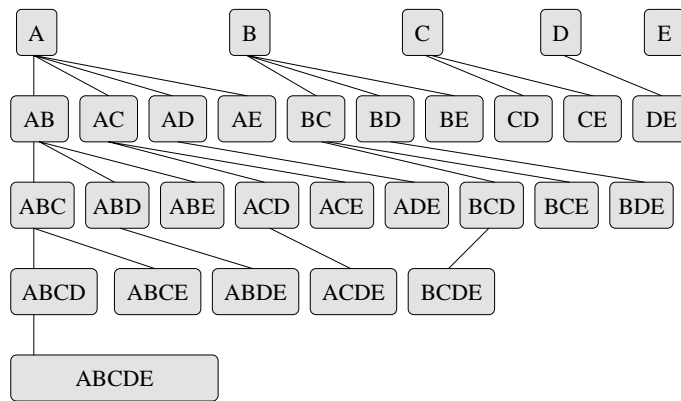 A B C D E
AB AC AD AE BC BD BE CD CE DE
ABC ABD ABE ACD ACE ADE BCD BCE BDE
ABCD ABCE ABDE ACDE BCDE
ABCDE